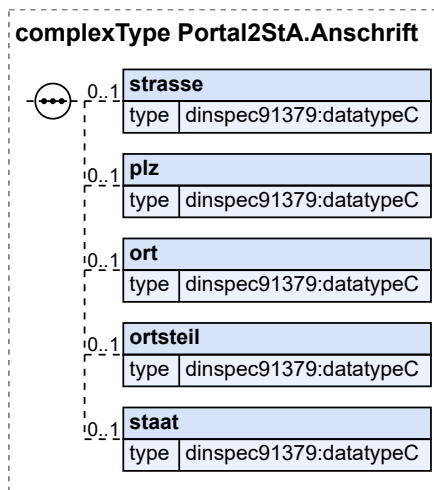 complexType Portal2StA.Anschrift
0..1 strasse
type dinspec91379:datatypeC
0..1 plz
type dinspec91379:datatypeC
0..1 ort
type dinspec91379:datatypeC
0..1 ortsteil
type dinspec91379:datatypeC
0..1 staat
type dinspec91379:datatypeC